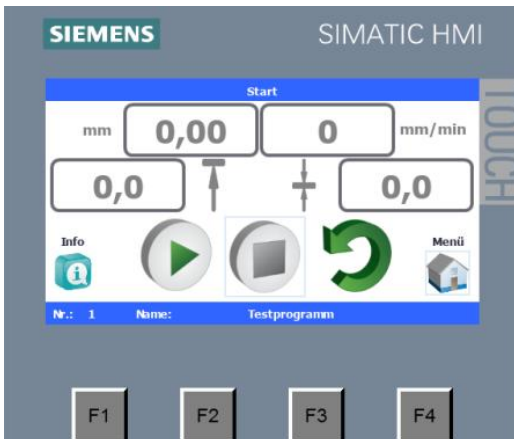 SIEMENS SIMATIC HMI
TOUCH
Start
mm 0,00 0 mm/min
0,0 0,0
Info Menü
Nr.: 1 Name: Testprogramm
F1 F2 F3 F4